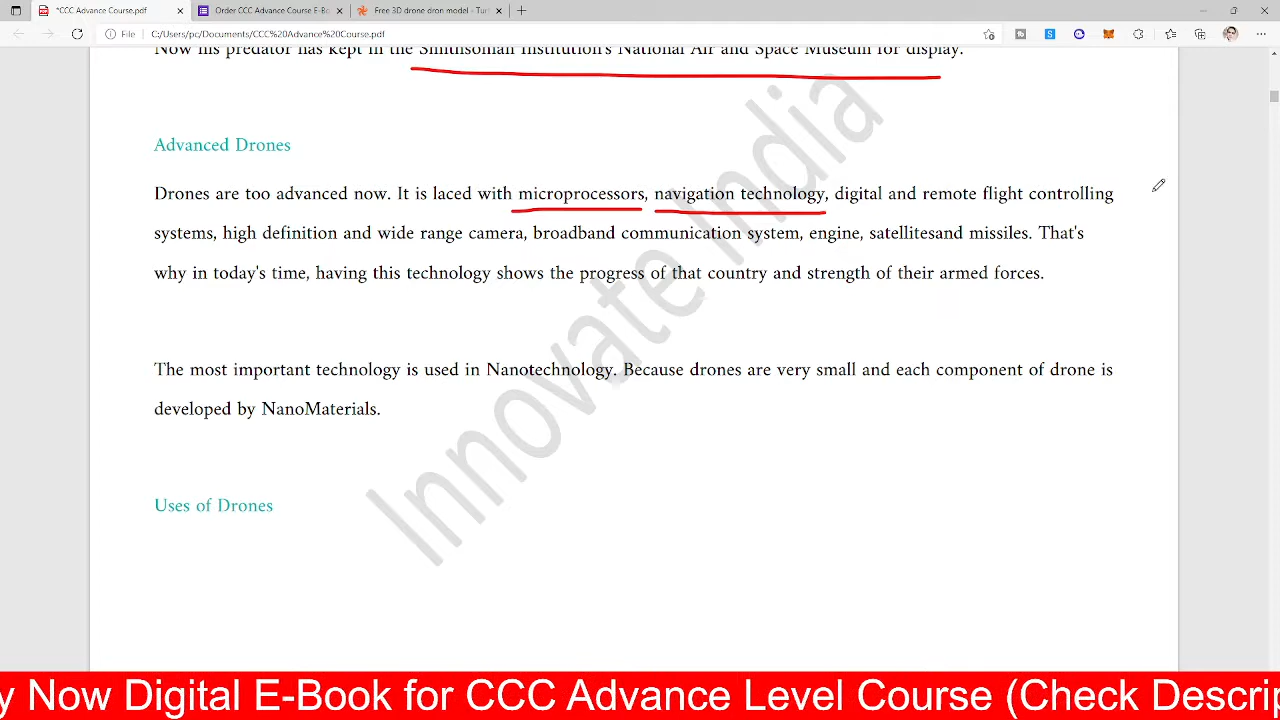 *CCC Advance Course.pdf
Order CCC Advance Course E-Bo
Free 3D drone dron model - Tur
File
C:/Users/pc/Documents/CCC%20Advance%20Course.pdf
Now his predator has kept in the Smithsonian Institution's National Air and Space Museum for display.
Advanced Drones
Drones are too advanced now. It is laced with microprocessors, navigation technology, digital and remote flight controlling
systems, high definition and wide range camera, broadband communication system, engine, satellitesand missiles. That's
why in today's time, having this technology shows the progress of that country and strength of their armed forces.
The most important technology is used in Nanotechnology. Because drones are very small and each component of drone is
developed by NanoMaterials.
Uses of Drones
Innovate India
y Now Digital E-Book for CCC Advance Level Course (Check Descrip